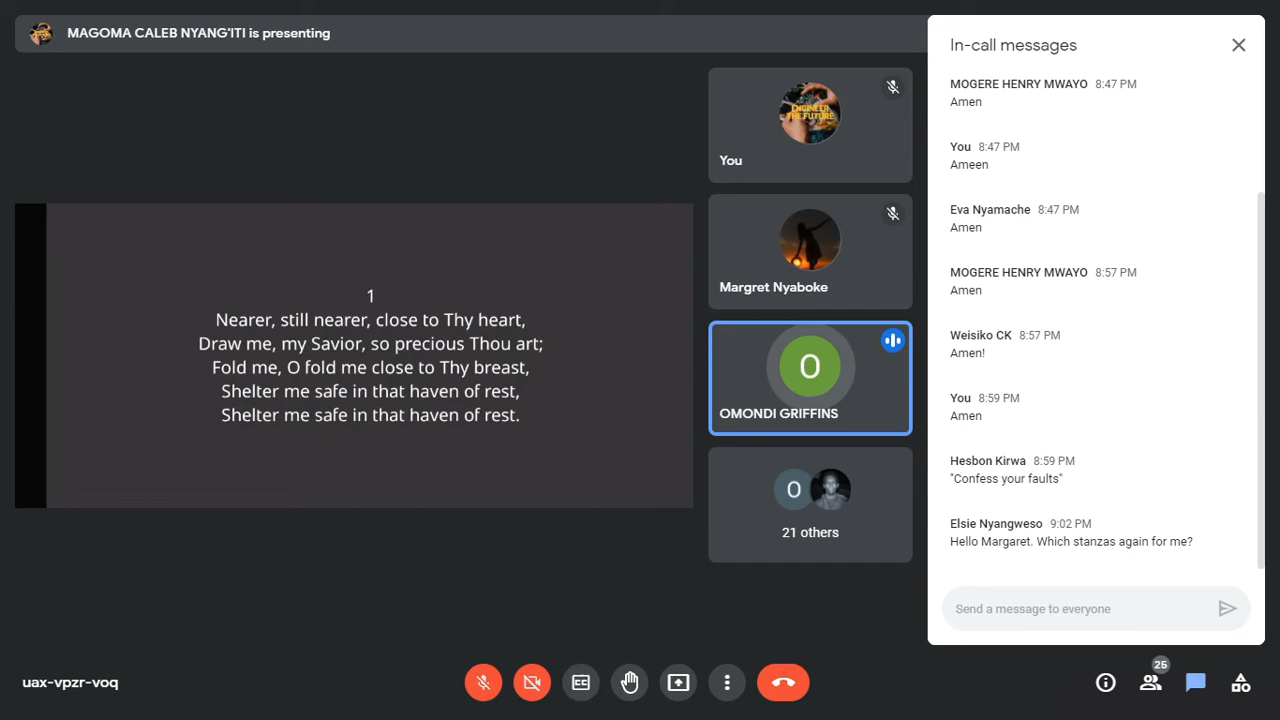 MAGOMA CALEB NYANG'ITI is presenting
1
Nearer, still nearer, close to Thy heart,
Draw me, my Savior, so precious Thou art;
Fold me, O fold me close to Thy breast,
Shelter me safe in that haven of rest,
Shelter me safe in that haven of rest.
ENGINEER
THE FUTURE
You
Margret Nyaboke
O
OMONDI GRIFFINS
O
21 others
In-call messages
MOGERE HENRY MWAYO 8:47 PM
Amen
You 8:47 PM
Ameen
Eva Nyamache 8:47 PM
Amen
MOGERE HENRY MWAYO 8:57 PM
Amen
Weisiko CK 8:57 PM
Amen!
You 8:59 PM
Amen
Hesbon Kirwa 8:59 PM
"Confess your faults"
Elsie Nyangweso 9:02 PM
Hello Margaret. Which stanzas again for me?
Send a message to everyone
uax-vpzr-voq
CC
25